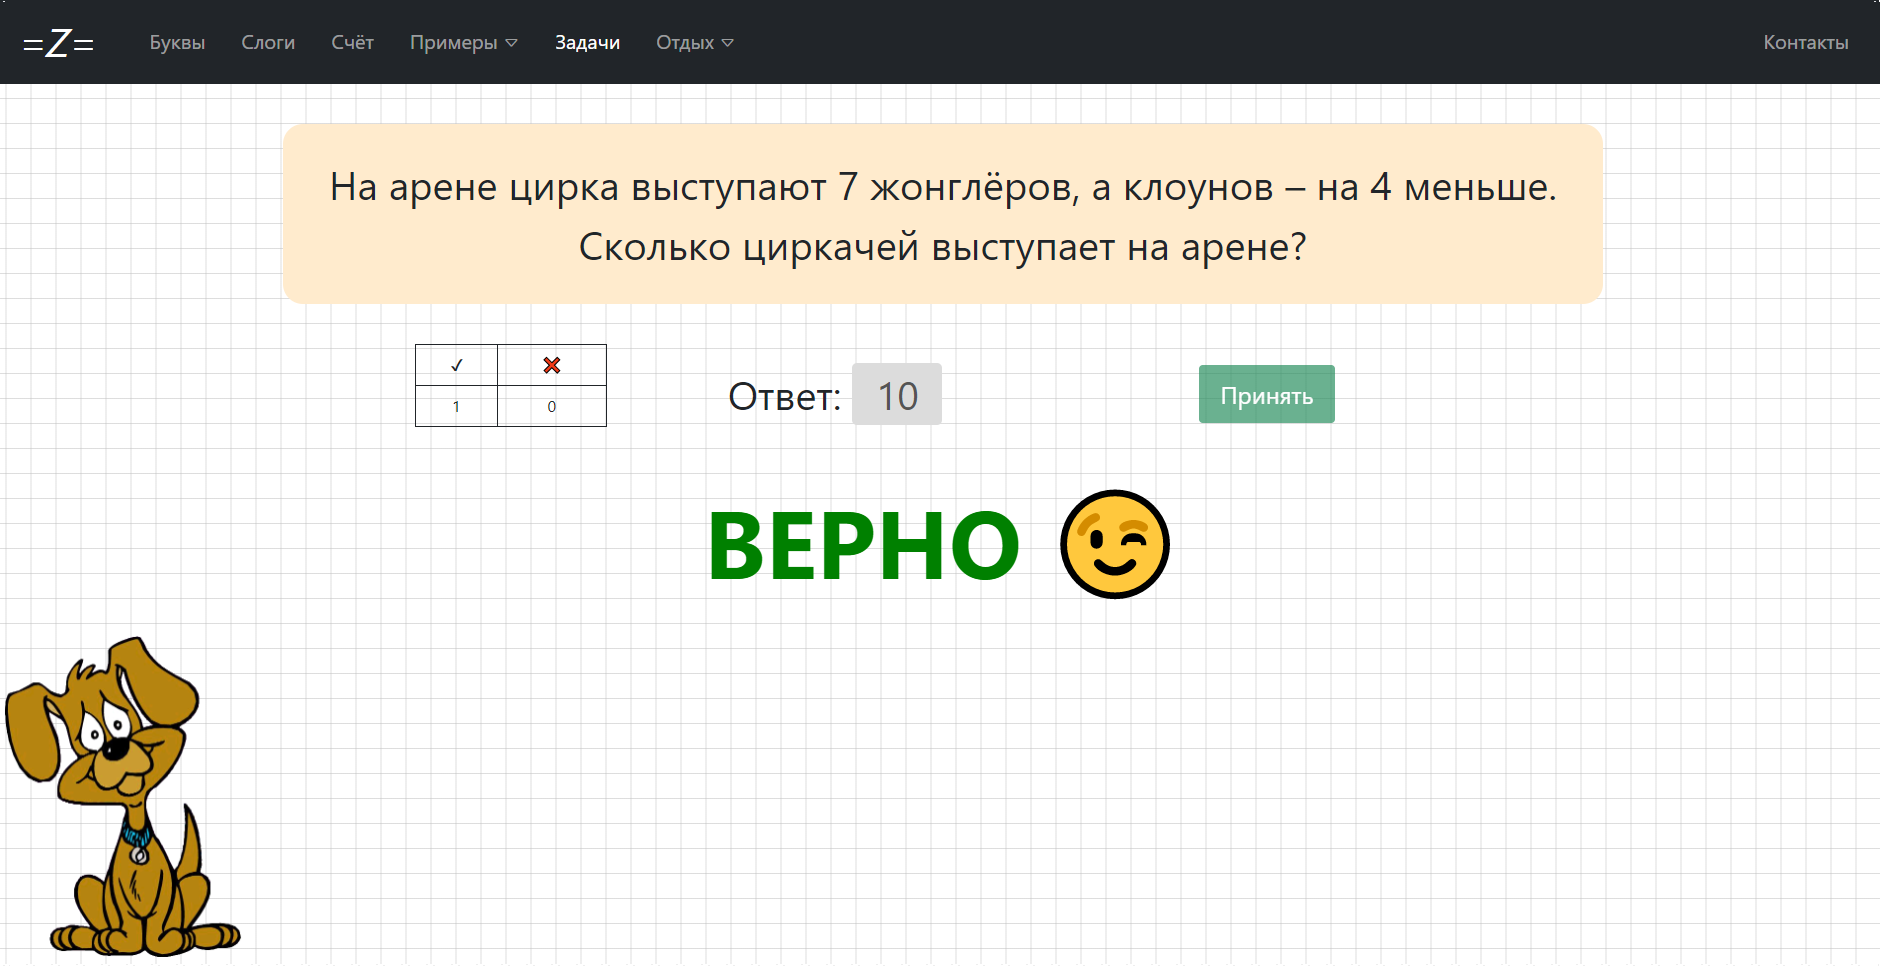 =Z= Буквы Слоги Счёт Примеры Задачи Отдых Контакты
На арене цирка выступают 7 жонглёров, а клоунов – на 4 меньше.
Сколько циркачей выступает на арене?
✓ ❌
1 0
Ответ: 10
Принять
ВЕРНО 😉